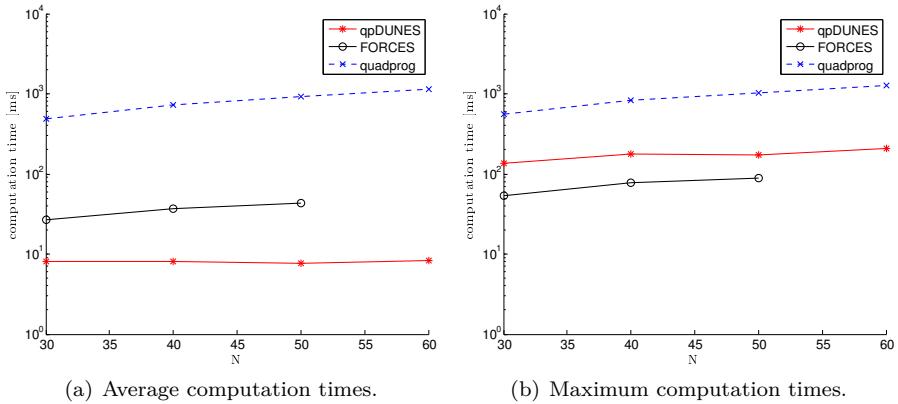 10^4
10^3
10^2
10^1
10^0
computation time [ms]
30 35 40 45 50 55 60
N
qpDUNES
FORCES
quadprog
(a) Average computation times.
10^4
10^3
10^2
10^1
10^0
computation time [ms]
30 35 40 45 50 55 60
N
qpDUNES
FORCES
quadprog
(b) Maximum computation times.